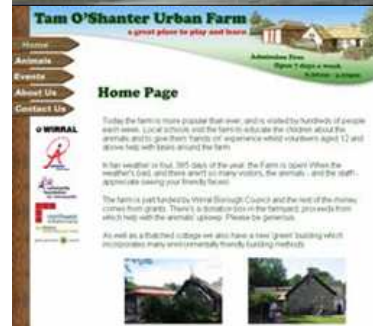 Tam O'Shanter Urban Farm
a great place to play and learn
Admission Free
Open 7 days a week
Home
Animals
Events
About Us
Contact Us
WIRRAL
Home Page
Today the farm is more popular than ever, and is visited by hundreds of people
each week. Local schools visit the farm to educate the children about the
animals and to give them 'hands on' experience whilst volunteers aged 12 and
above help with tasks around the farm.
In fair weather or foul, 365 days of the year, the Farm is open! When the
weather's bad, and there aren't so many visitors, the animals - and the staff -
appreciate seeing your friendly faces!
The farm is part funded by Wirral Borough Council and the rest of the money
comes from grants. There's a donation box in the farmyard, proceeds from
which help with the animals' upkeep. Please be generous.
As well as a thatched cottage we also have a new 'green' building which
incorporates many environmentally friendly building methods.